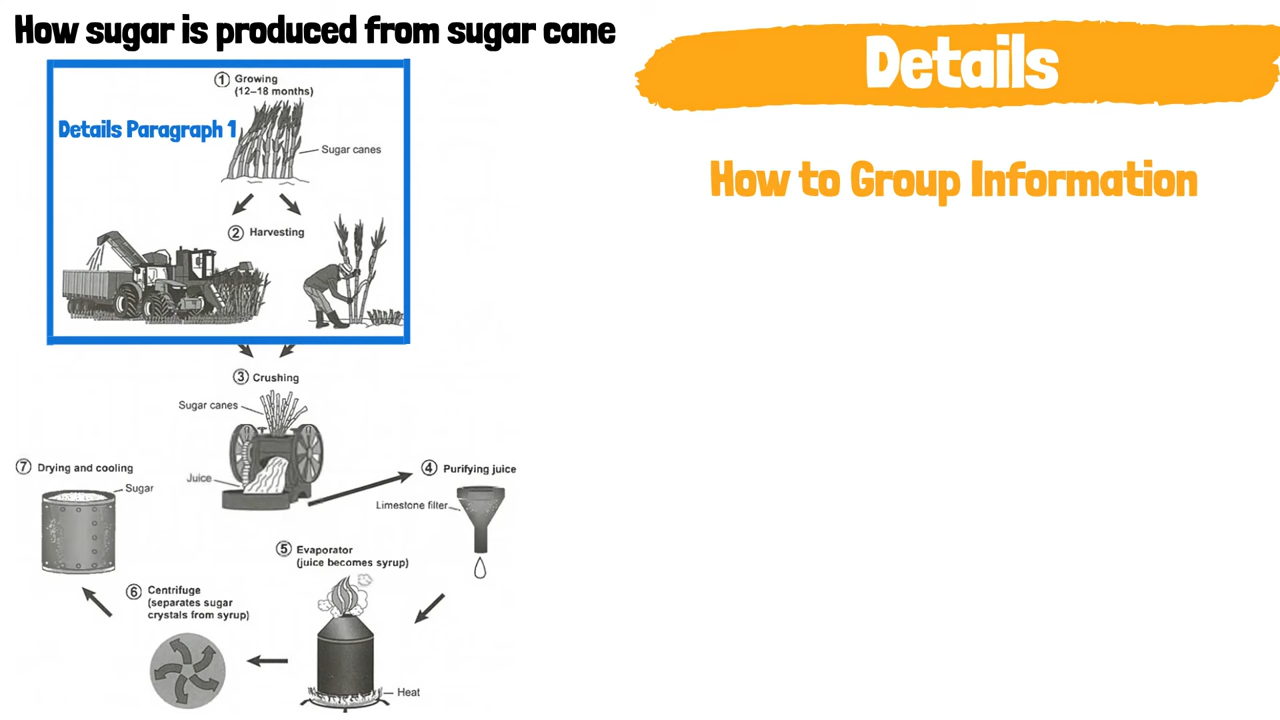 How sugar is produced from sugar cane
Details
How to Group Information
Details Paragraph 1
1 Growing
(12–18 months)
Sugar canes
2 Harvesting
3 Crushing
Sugar canes
Juice
4 Purifying juice
Limestone filter
5 Evaporator
(juice becomes syrup)
Heat
6 Centrifuge
(separates sugar
crystals from syrup)
7 Drying and cooling
Sugar